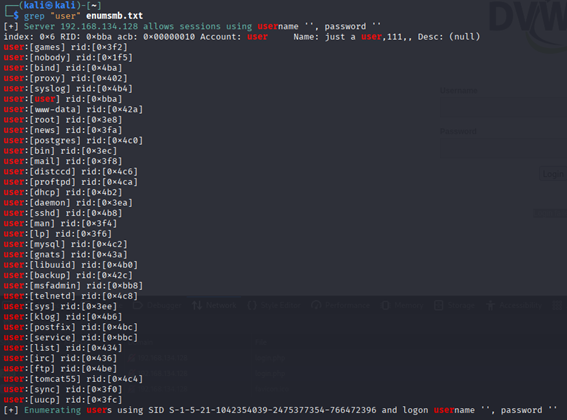 ┌──(kali㉿kali)-[~]
└─$ grep "user" enumsmb.txt
[+] Server 192.168.134.128 allows sessions using username '', password ''
index: 0×6 RID: 0×bba acb: 0×00000010 Account: user Name: just a user,111,, Desc: (null)
user:[games] rid:[0×3f2]
user:[nobody] rid:[0×1f5]
user:[bind] rid:[0×4ba]
user:[proxy] rid:[0×402]
user:[syslog] rid:[0×4b4]
user:[user] rid:[0×bba]
user:[www-data] rid:[0×42a]
user:[root] rid:[0×3e8]
user:[news] rid:[0×3fa]
user:[postgres] rid:[0×4c0]
user:[bin] rid:[0×3ec]
user:[mail] rid:[0×3f8]
user:[distccd] rid:[0×4c6]
user:[proftpd] rid:[0×4ca]
user:[dhcp] rid:[0×4b2]
user:[daemon] rid:[0×3ea]
user:[sshd] rid:[0×4b8]
user:[man] rid:[0×3f4]
user:[lp] rid:[0×3f6]
user:[mysql] rid:[0×4c2]
user:[gnats] rid:[0×43a]
user:[libuuid] rid:[0×4b0]
user:[backup] rid:[0×42c]
user:[msfadmin] rid:[0×bb8]
user:[telnetd] rid:[0×4c8]
user:[sys] rid:[0×3ee]
user:[klog] rid:[0×4b6]
user:[postfix] rid:[0×4bc]
user:[service] rid:[0×bbc]
user:[list] rid:[0×434]
user:[irc] rid:[0×436]
user:[ftp] rid:[0×4be]
user:[tomcat55] rid:[0×4c4]
user:[sync] rid:[0×3f0]
user:[uucp] rid:[0×3fc]
[+] Enumerating users using SID S-1-5-21-1042354039-2475377354-766472396 and logon username '', password ''